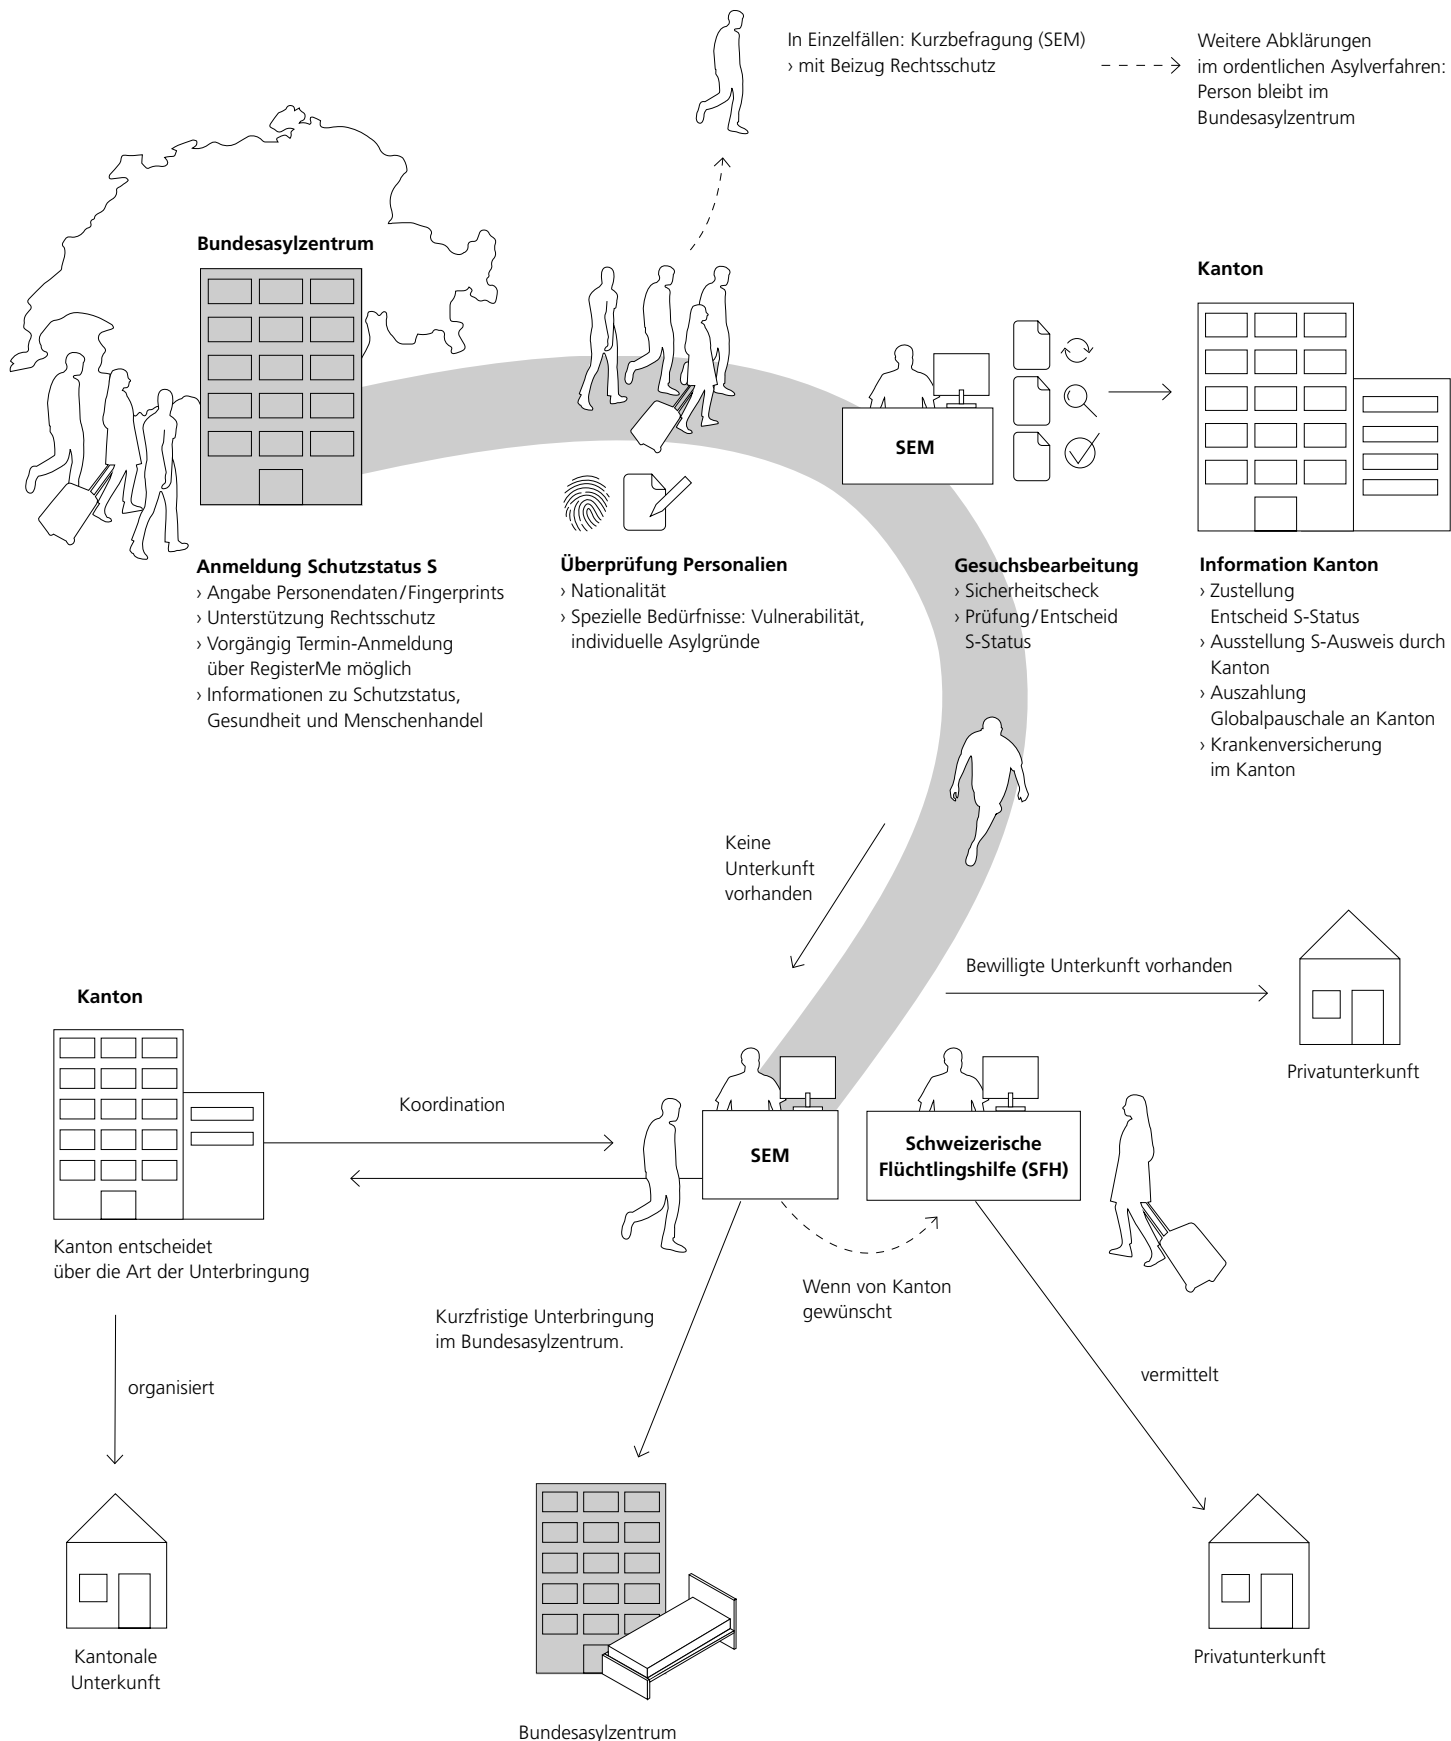 In Einzelfällen: Kurzbefragung (SEM)
› mit Beizug Rechtsschutz
Weitere Abklärungen
im ordentlichen Asylverfahren:
Person bleibt im
Bundesasylzentrum
Bundesasylzentrum
Kanton
SEM
Anmeldung Schutzstatus S
› Angabe Personendaten/Fingerprints
› Unterstützung Rechtsschutz
› Vorgängig Termin-Anmeldung
über RegisterMe möglich
› Informationen zu Schutzstatus,
Gesundheit und Menschenhandel
Überprüfung Personalien
› Nationalität
› Spezielle Bedürfnisse: Vulnerabilität,
individuelle Asylgründe
Gesuchsbearbeitung
› Sicherheitscheck
› Prüfung/Entscheid
S-Status
Information Kanton
› Zustellung
Entscheid S-Status
› Ausstellung S-Ausweis durch
Kanton
› Auszahlung
Globalpauschale an Kanton
› Krankenversicherung
im Kanton
Keine
Unterkunft
vorhanden
Bewilligte Unterkunft vorhanden
Privatunterkunft
Kanton
Koordination
SEM
Schweizerische
Flüchtlingshilfe (SFH)
Kanton entscheidet
über die Art der Unterbringung
Wenn von Kanton
gewünscht
Kurzfristige Unterbringung
im Bundesasylzentrum.
organisiert
vermittelt
Kantonale
Unterkunft
Bundesasylzentrum
Privatunterkunft